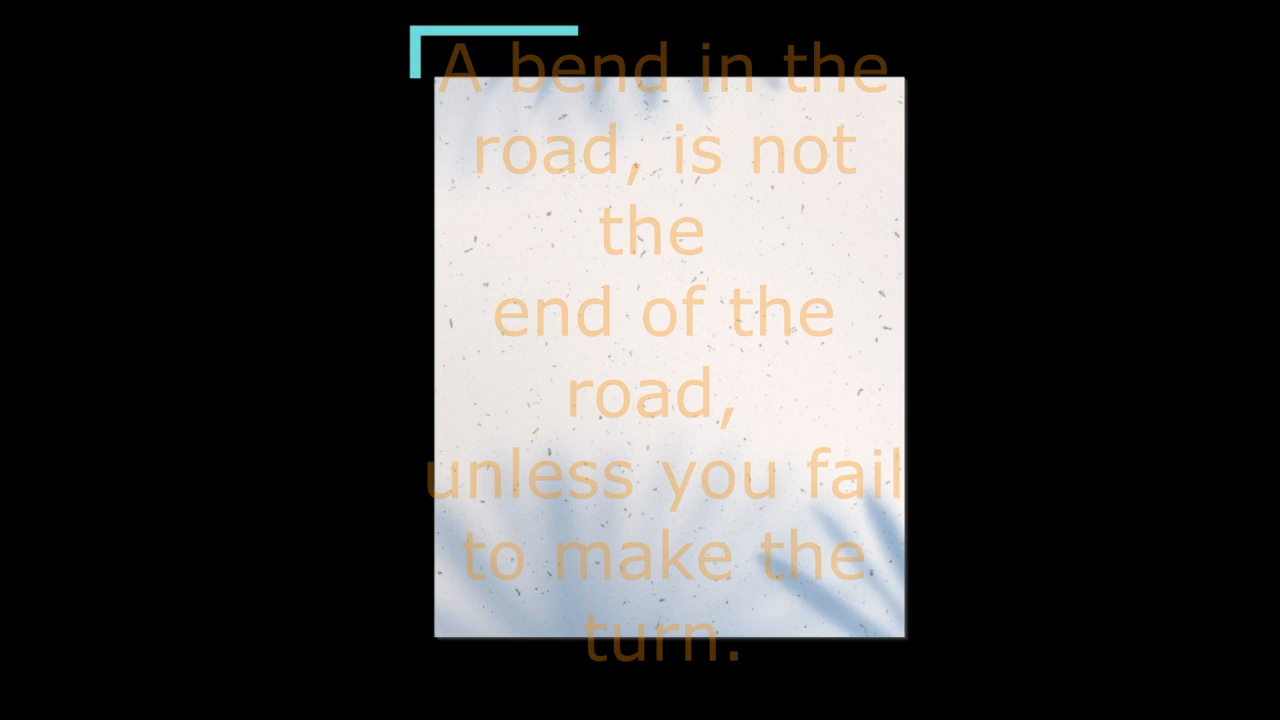 A bend in the
road, is not
the
end of the
road,
unless you fail
to make the
turn.